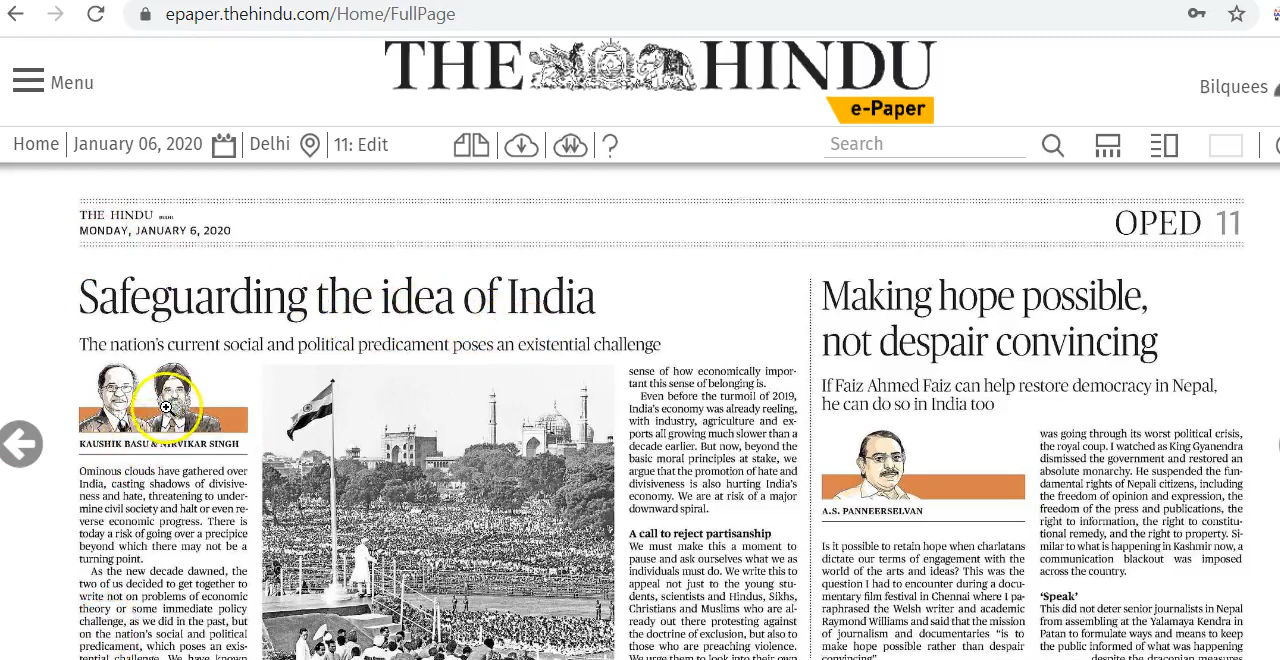 epaper.thehindu.com/Home/FullPage
Menu
THE HINDU
e-Paper
Bilquees
Home
January 06, 2020
Delhi
11: Edit
?
Search
THE HINDU
MONDAY, JANUARY 6, 2020
OPED 11
Safeguarding the idea of India
The nation's current social and political predicament poses an existential challenge
KAUSHIK BASU & NIRVIKAR SINGH
Ominous clouds have gathered over
India, casting shadows of divisive-
ness and hate, threatening to under-
mine civil society and halt or even re-
verse economic progress. There is
today a risk of going over a precipice
beyond which there may not be a
turning point.
As the new decade dawned, the
two of us decided to get together to
write not on problems of economic
theory or some immediate policy
challenge, as we did in the past, but
on the nation's social and political
predicament, which poses an exis-
tential challenge. We have known
sense of how economically impor-
tant this sense of belonging is.
Even before the turmoil of 2019,
India's economy was already reeling,
with industry, agriculture and ex-
ports all growing much slower than a
decade earlier. But now, beyond the
basic moral principles at stake, we
argue that the promotion of hate and
divisiveness is also hurting India's
economy. We are at risk of a major
downward spiral.
A call to reject partisanship
We must make this a moment to
pause and ask ourselves what we as
individuals must do. We write this to
appeal not just to the young stu-
dents, scientists and Hindus, Sikhs,
Christians and Muslims who are al-
ready out there protesting against
the doctrine of exclusion, but also to
those who are preaching violence.
We urge them to look into their own
Making hope possible,
not despair convincing
If Faiz Ahmed Faiz can help restore democracy in Nepal,
he can do so in India too
A.S. PANNEERSELVAN
Is it possible to retain hope when charlatans
dictate our terms of engagement with the
world of the arts and ideas? This was the
question I had to encounter during a docu-
mentary film festival in Chennai where I pa-
raphrased the Welsh writer and academic
Raymond Williams and said that the mission
of journalism and documentaries "is to
make hope possible rather than despair
convincing"
was going through its worst political crisis,
the royal coup. I watched as King Gyanendra
dismissed the government and restored an
absolute monarchy. He suspended the fun-
damental rights of Nepali citizens, including
the freedom of opinion and expression, the
freedom of the press and publications, the
right to information, the right to constitu-
tional remedy, and the right to property. Si-
milar to what is happening in Kashmir now, a
communication blackout was imposed
across the country.
'Speak'
This did not deter senior journalists in Nepal
from assembling at the Yalamaya Kendra in
Patan to formulate ways and means to keep
the public informed of what was happening
despite the draconian measures